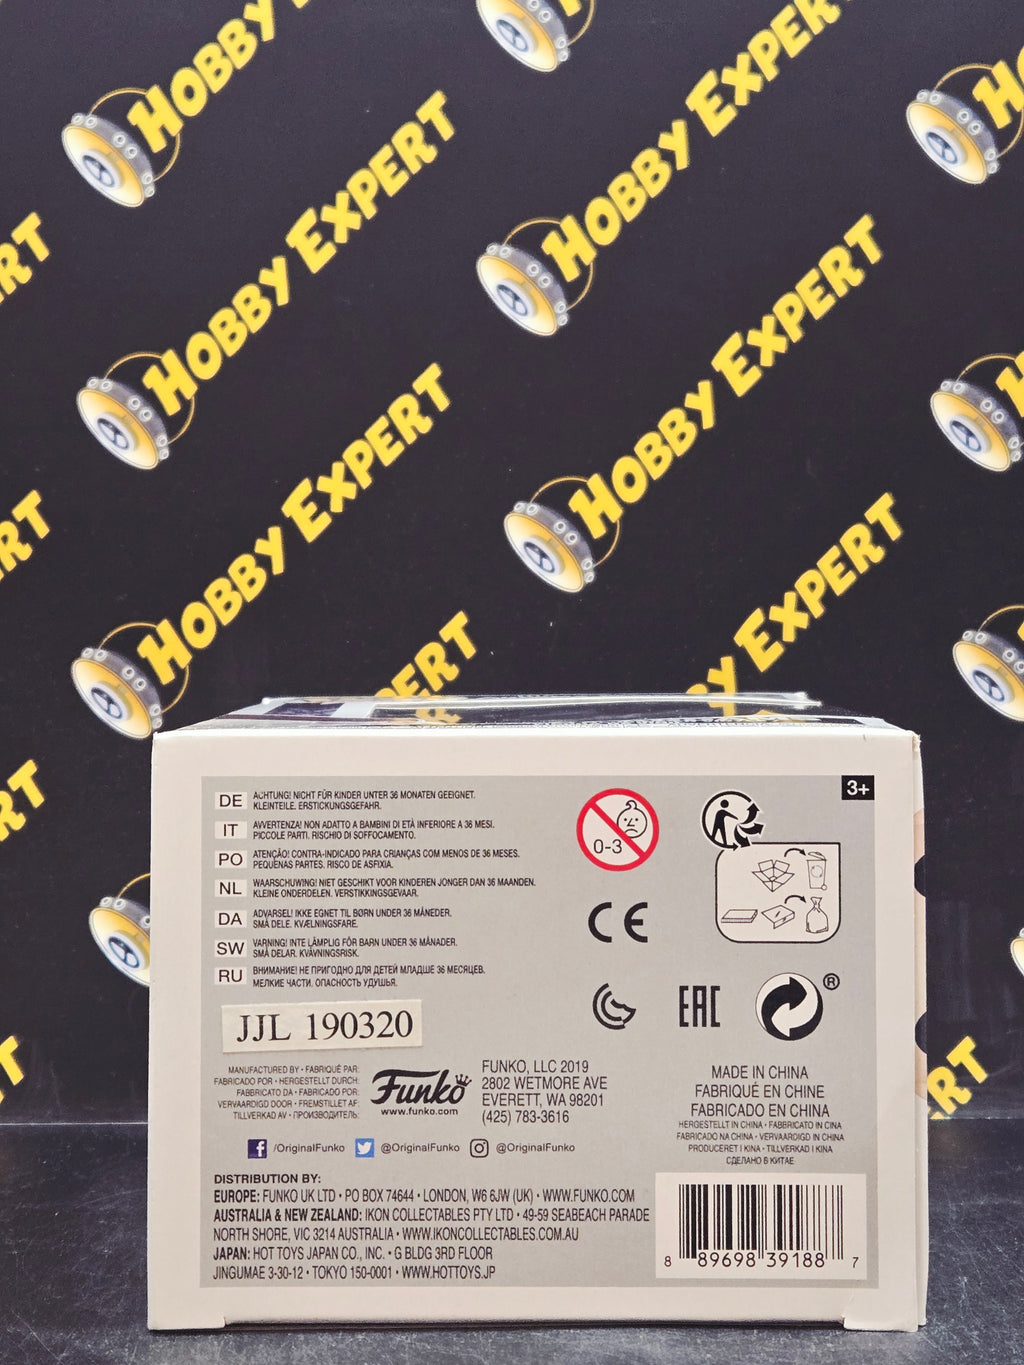 HOBBY EXPERT
HOBBY EXPERT
HOBBY EXPERT
HOBBY EXPERT
HOBBY EXPERT
HOBBY EXPERT
3+
DE ACHTUNG! NICHT FÜR KINDER UNTER 36 MONATEN GEEIGNET.
KLEINTEILE. ERSTICKUNGSGEFAHR.
IT AVVERTENZA! NON ADATTO A BAMBINI DI ETÀ INFERIORE A 36 MESI.
PICCOLE PARTI. RISCHIO DI SOFFOCAMENTO.
PO ATENÇÃO! CONTRA-INDICADO PARA CRIANÇAS COM MENOS DE 36 MESES.
PEQUENAS PARTES. RISCO DE ASFIXIA.
NL WAARSCHUWING! NIET GESCHIKT VOOR KINDEREN JONGER DAN 36 MAANDEN.
KLEINE ONDERDELEN. VERSTIKKINGSGEVAAR.
DA ADVARSEL! IKKE EGNET TIL BØRN UNDER 36 MÅNEDER.
SMÅ DELE. KVÆLNINGSFARE.
SW VARNING! INTE LÄMPLIG FÖR BARN UNDER 36 MÅNADER.
SMÅ DELAR. KVÄVNINGSRISK.
RU ВНИМАНИЕ! НЕ ПРИГОДНО ДЛЯ ДЕТЕЙ МЛАДШЕ 36 МЕСЯЦЕВ.
МЕЛКИЕ ЧАСТИ. ОПАСНОСТЬ УДУШЬЯ.
0-3
CE
EAC
®
JJL 190320
MANUFACTURED BY • FABRIQUÉ PAR:
FABRICADO POR • HERGESTELLT DURCH:
FABBRICATO DA • FABRICADO POR:
VERVAARDIGD DOOR • FREMSTILLET AF:
TILLVERKAD AV • ПРОИЗВОДИТЕЛЬ:
Funko
www.funko.com
FUNKO, LLC 2019
2802 WETMORE AVE
EVERETT, WA 98201
(425) 783-3616
MADE IN CHINA
FABRIQUÉ EN CHINE
FABRICADO EN CHINA
HERGESTELLT IN CHINA • FABBRICATO IN CINA
FABRICADO NA CHINA • VERVAARDIGD IN CHINA
PRODUCERET I KINA • TILLVERKAD I KINA
СДЕЛАНО В КИТАЕ
/OriginalFunko @OriginalFunko @OriginalFunko
DISTRIBUTION BY:
EUROPE: FUNKO UK LTD • PO BOX 74644 • LONDON, W6 6JW (UK) • WWW.FUNKO.COM
AUSTRALIA & NEW ZEALAND: IKON COLLECTABLES PTY LTD • 49-59 SEABEACH PARADE
NORTH SHORE, VIC 3214 AUSTRALIA • WWW.IKONCOLLECTABLES.COM.AU
JAPAN: HOT TOYS JAPAN CO., INC. • G BLDG 3RD FLOOR
JINGUMAE 3-30-12 • TOKYO 150-0001 • WWW.HOTTOYS.JP
8 89698 39188 7